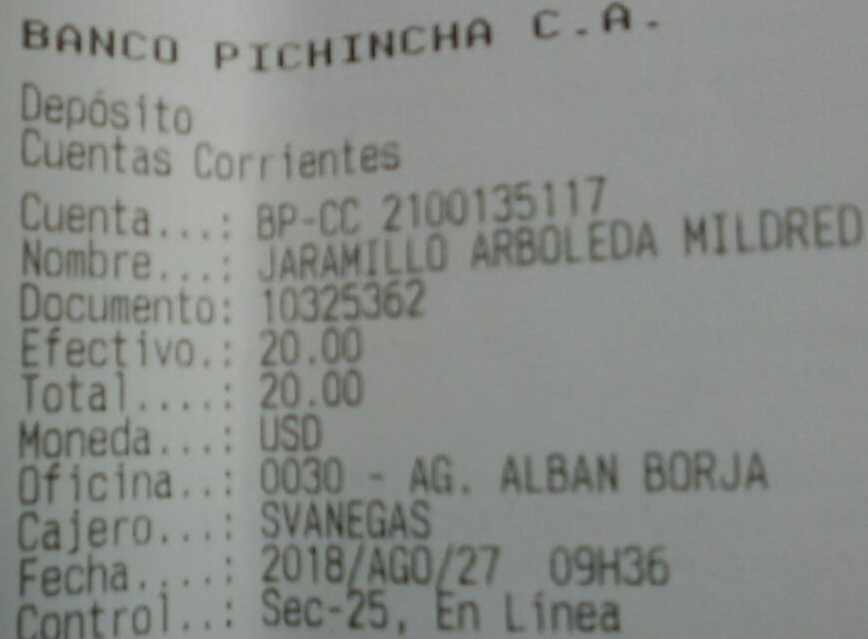 BANCO PICHINCHA C.A.
Depósito
Cuentas Corrientes
Cuenta...: BP-CC 2100135117
Nombre...: JARAMILLO ARBOLEDA MILDRED
Documento: 10325362
Efectivo.: 20.00
Total....: 20.00
Moneda...: USD
Oficina..: 0030 - AG. ALBAN BORJA
Cajero...: SVANEGAS
Fecha....: 2018/AGO/27 09H36
Control..: Sec-25, En Línea